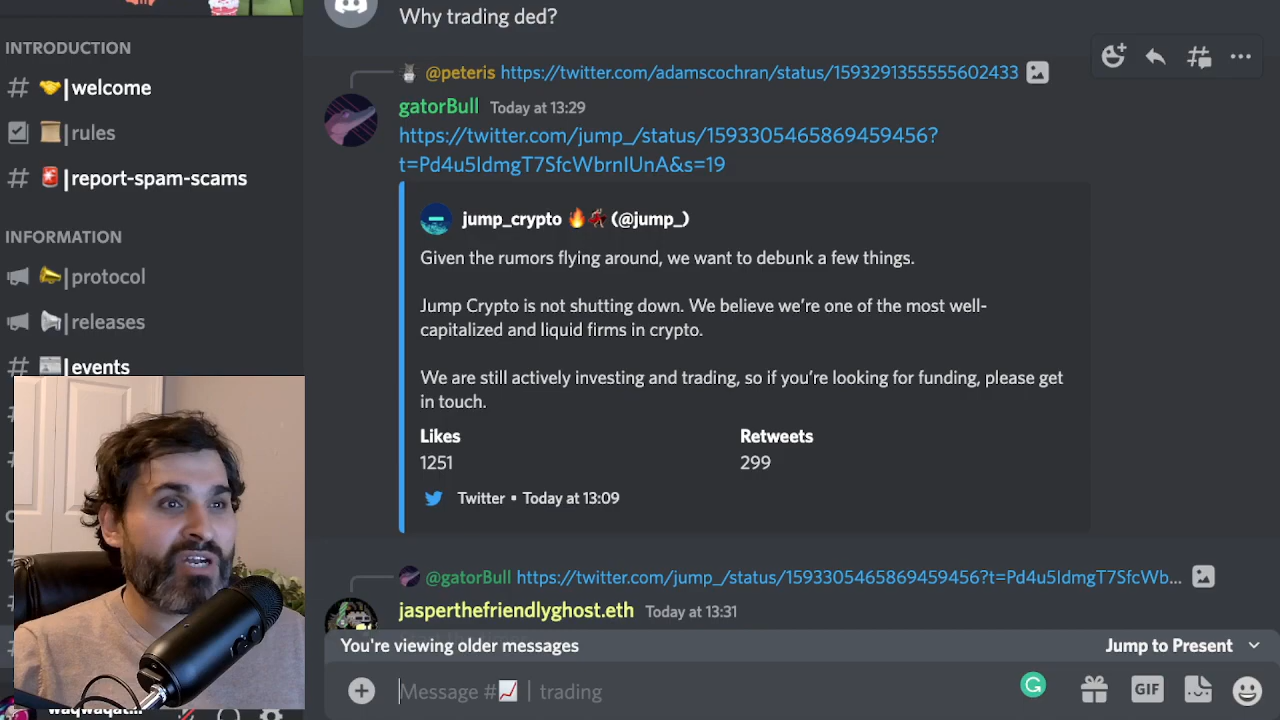 INTRODUCTION
# |welcome
|rules
# |report-spam-scams
INFORMATION
|protocol
|releases
# |events
Why trading ded?
@peteris https://twitter.com/adamscochran/status/1593291355555602433
gatorBull Today at 13:29
https://twitter.com/jump_/status/1593305465869459456?
t=Pd4u5IdmgT7SfcWbrnIUnA&s=19
jump_crypto 🔥💃 (@jump_)
Given the rumors flying around, we want to debunk a few things.
Jump Crypto is not shutting down. We believe we're one of the most well-
capitalized and liquid firms in crypto.
We are still actively investing and trading, so if you're looking for funding, please get
in touch.
Likes Retweets
1251 299
Twitter • Today at 13:09
@gatorBull https://twitter.com/jump_/status/1593305465869459456?t=Pd4u5IdmgT7SfcWb...
jasperthefriendlyghost.eth Today at 13:31
You're viewing older messages Jump to Present
Message #📈 | trading
GIF